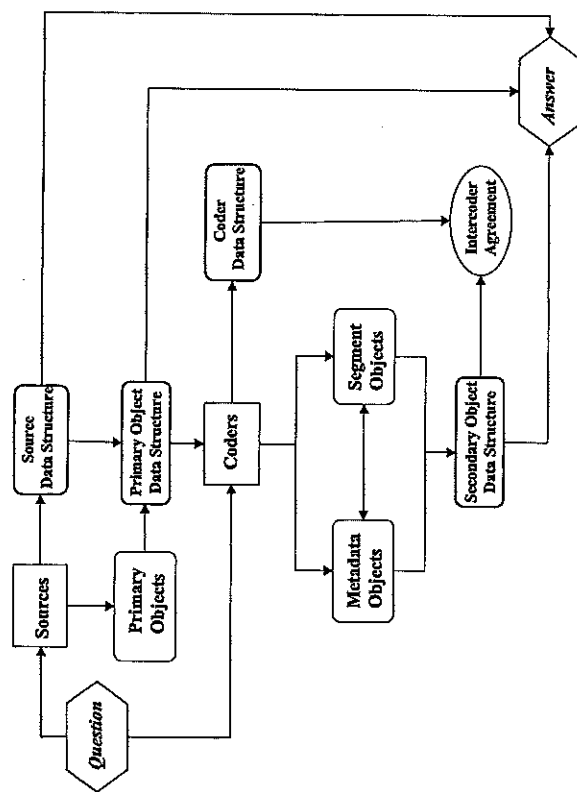 Question
Sources
Source
Data Structure
Primary
Objects
Primary Object
Data Structure
Coders
Coder
Data Structure
Metadata
Objects
Segment
Objects
Secondary Object
Data Structure
Intercoder
Agreement
Answer